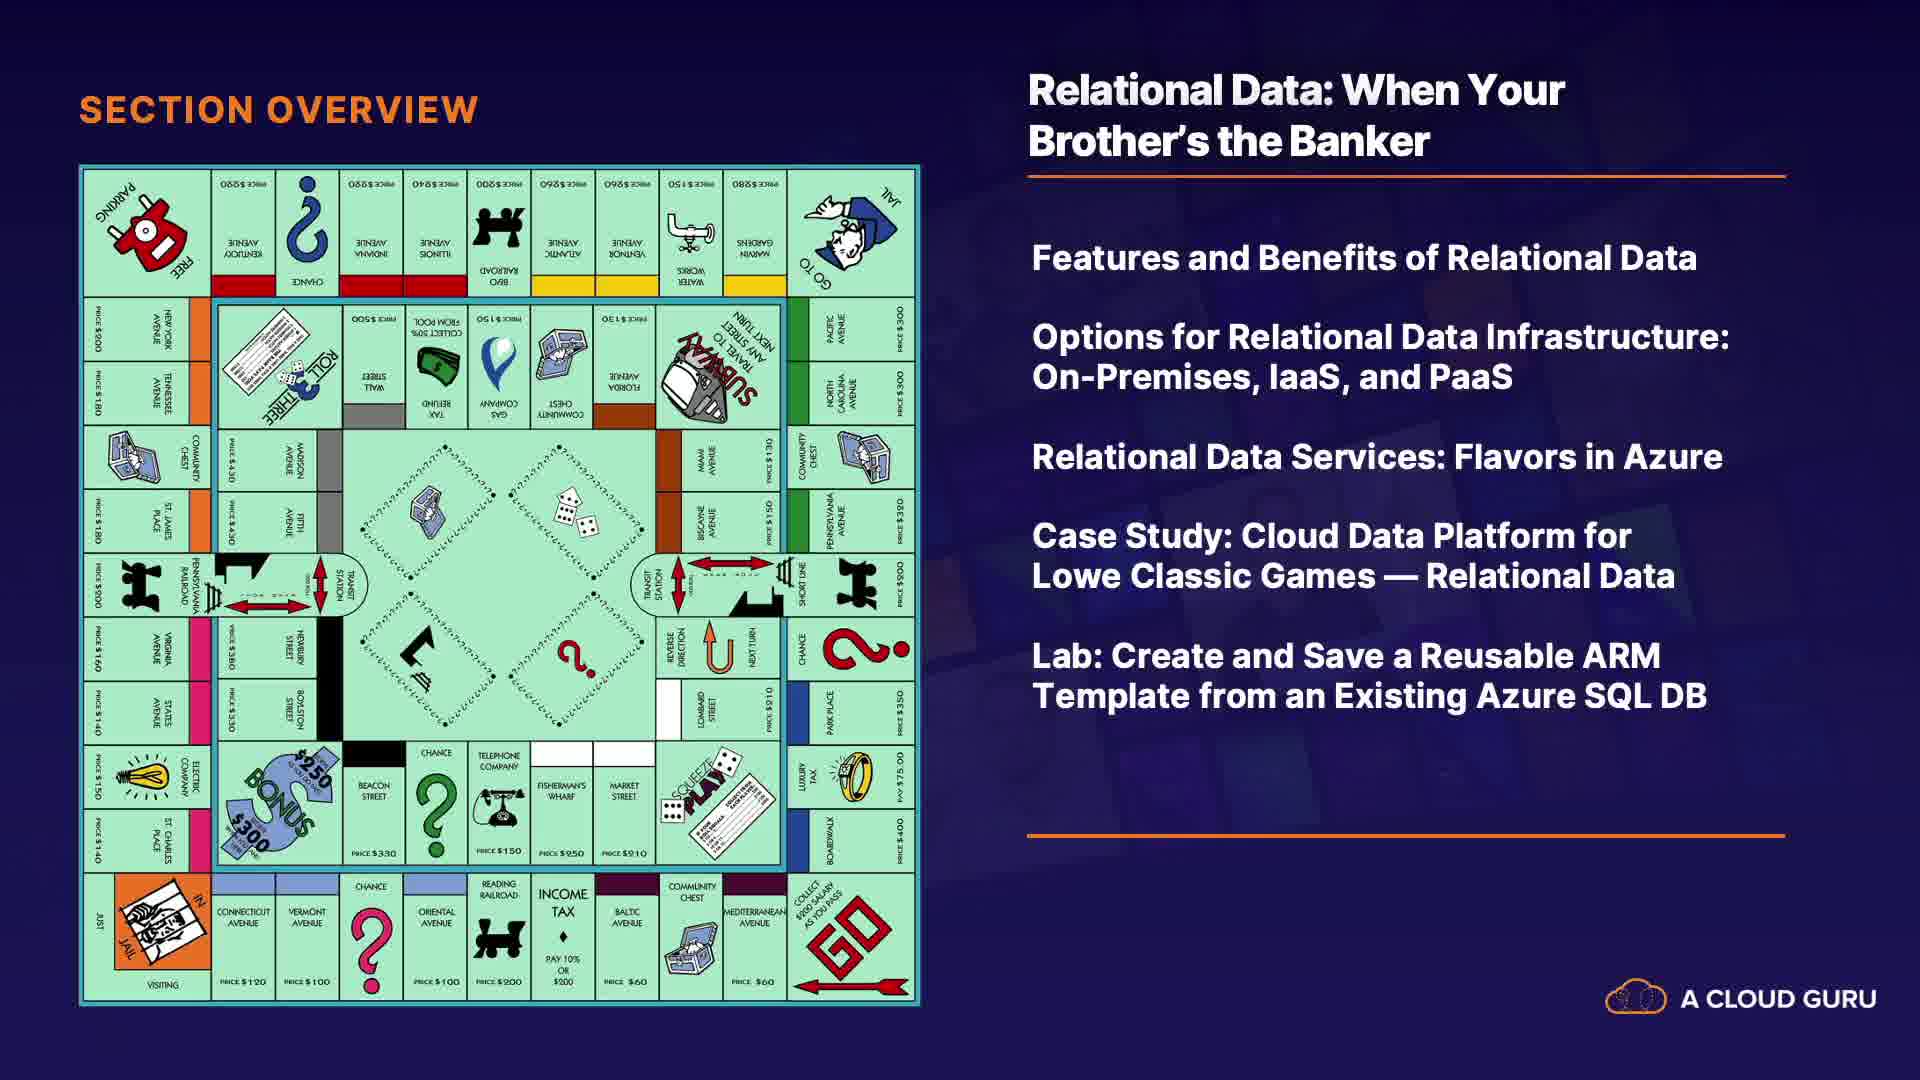 SECTION OVERVIEW
Relational Data: When Your
Brother's the Banker
Features and Benefits of Relational Data
Options for Relational Data Infrastructure:
On-Premises, IaaS, and PaaS
Relational Data Services: Flavors in Azure
Case Study: Cloud Data Platform for
Lowe Classic Games — Relational Data
Lab: Create and Save a Reusable ARM
Template from an Existing Azure SQL DB
A CLOUD GURU
FREE
PARKING
PRICE $220
KENTUCKY
AVENUE
CHANCE
PRICE $220
INDIANA
AVENUE
PRICE $240
ILLINOIS
AVENUE
PRICE $200
B&O
RAILROAD
PRICE $260
ATLANTIC
AVENUE
PRICE $260
VENTNOR
AVENUE
PRICE $150
WATER
WORKS
PRICE $280
MARVIN
GARDENS
GO TO
JAIL
NEW YORK
AVENUE
PRICE $200
TENNESSEE
AVENUE
PRICE $180
COMMUNITY
CHEST
ST. JAMES
PLACE
PRICE $180
PENNSYLVANIA
RAILROAD
PRICE $200
VIRGINIA
AVENUE
PRICE $160
STATES
AVENUE
PRICE $140
ELECTRIC
COMPANY
PRICE $150
ST. CHARLES
PLACE
PRICE $140
ROLL
THREE
WALL
STREET
PRICE $500
TAX
REFUND
COLLECT 50%
FROM POOL
GAS
COMPANY
PRICE $150
COMMUNITY
CHEST
FLORIDA
AVENUE
PRICE $130
SUBWAY
TRAVEL TO
ANY STREET
NEXT TURN
MADISON
AVENUE
PRICE $430
FIFTH
AVENUE
PRICE $430
TRANSIT
STATION
NEWBURY
STREET
PRICE $380
BOYLSTON
STREET
PRICE $330
MIAMI
AVENUE
PRICE $130
BISCAYNE
AVENUE
PRICE $150
TRANSIT
STATION
REVERSE
DIRECTION
NEXT TURN
LOMBARD
STREET
PRICE $210
BONUS
$250
$300
BEACON
STREET
PRICE $330
CHANCE
TELEPHONE
COMPANY
PRICE $150
FISHERMAN'S
WHARF
PRICE $250
MARKET
STREET
PRICE $210
SQUEEZE
PLAY
PACIFIC
AVENUE
PRICE $300
NORTH
CAROLINA
AVENUE
PRICE $300
COMMUNITY
CHEST
PENNSYLVANIA
AVENUE
PRICE $320
SHORT LINE
PRICE $200
CHANCE
PARK PLACE
PRICE $350
LUXURY
TAX
PAY $75.00
BOARDWALK
PRICE $400
JUST
VISITING
IN
JAIL
CONNECTICUT
AVENUE
PRICE $120
VERMONT
AVENUE
PRICE $100
CHANCE
ORIENTAL
AVENUE
PRICE $100
READING
RAILROAD
PRICE $200
INCOME
TAX
PAY 10%
OR
$200
BALTIC
AVENUE
PRICE $60
COMMUNITY
CHEST
MEDITERRANEAN
AVENUE
PRICE $60
COLLECT
$200 SALARY
AS YOU PASS
GO